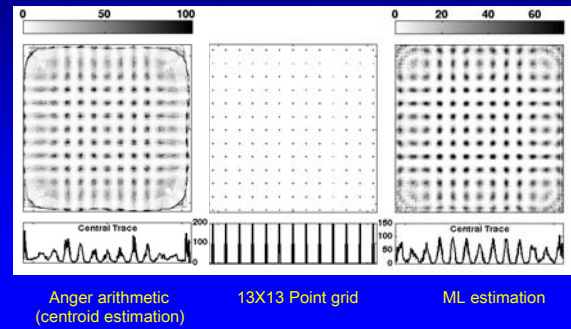 0 50 100
0 20 40 60
Central Trace
200
100
0
150
100
50
0
Central Trace
Anger arithmetic
(centroid estimation)
13X13 Point grid
ML estimation